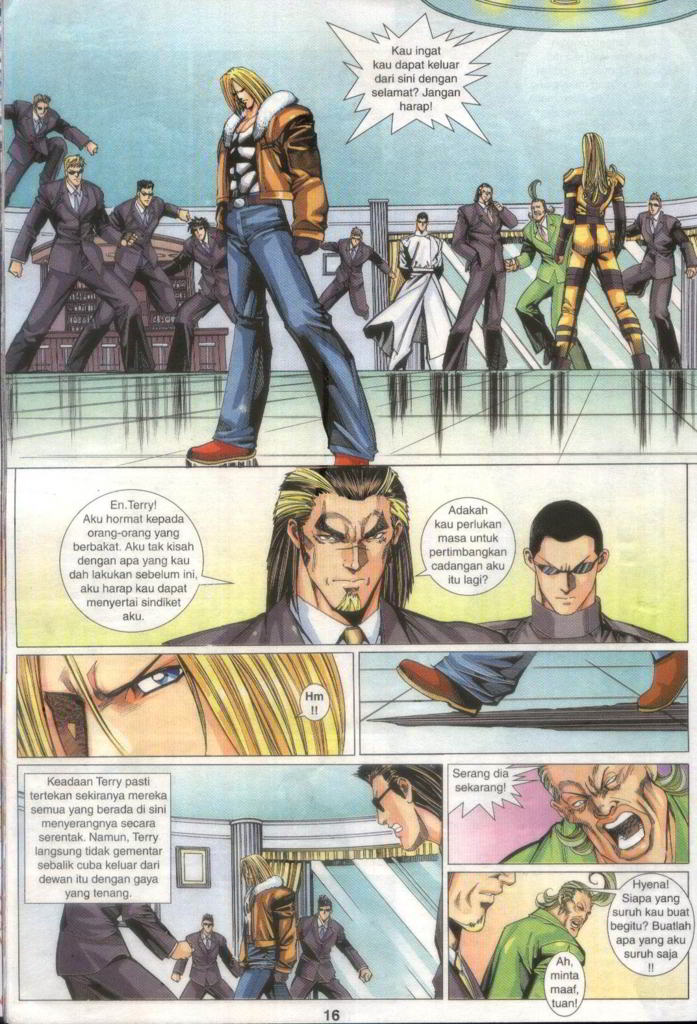 Kau ingat
kau dapat keluar
dari sini dengan
selamat? Jangan
harap!
En.Terry!
Aku hormat kepada
orang-orang yang
berbakat. Aku tak kisah
dengan apa yang kau
dah lakukan sebelum ini,
aku harap kau dapat
menyertai sindiket
aku.
Adakah
kau perlukan
masa untuk
pertimbangkan
cadangan aku
itu lagi?
Hm
!!
Keadaan Terry pasti
tertekan sekiranya mereka
semua yang berada di sini
menyerangnya secara
serentak. Namun, Terry
langsung tidak gementar
sebalik cuba keluar dari
dewan itu dengan gaya
yang tenang.
Serang dia
sekarang!
Hyena!
Siapa yang
suruh kau buat
begitu? Buatlah
apa yang aku
suruh saja
!!
Ah,
minta
maaf,
tuan!
16